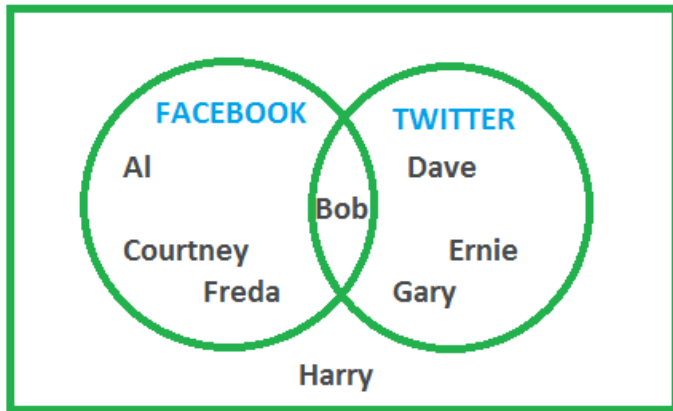 FACEBOOK
TWITTER
Al
Dave
Bob
Courtney
Ernie
Freda
Gary
Harry